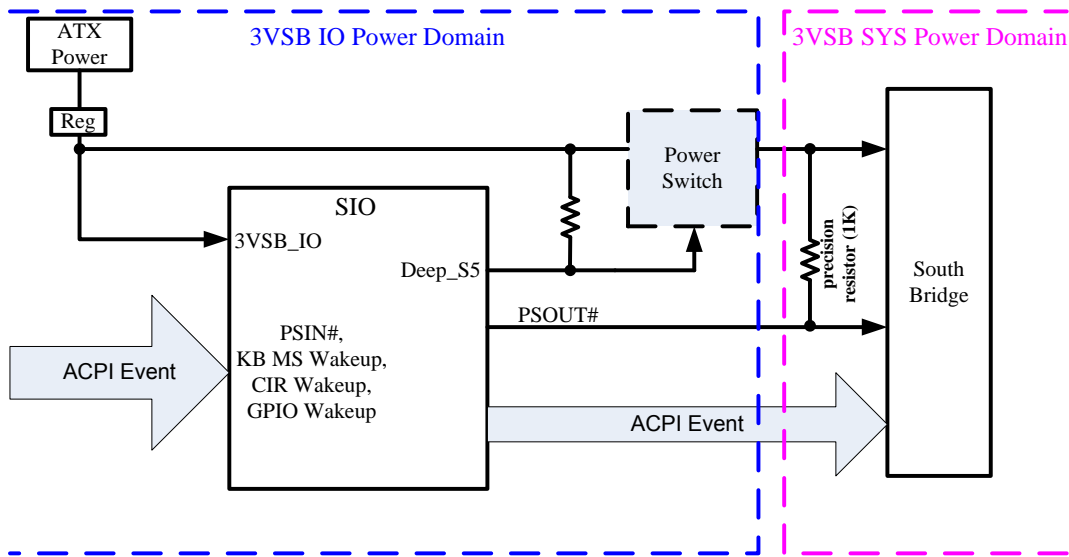 ATX
Power
3VSB IO Power Domain
3VSB SYS Power Domain
Reg
Power
Switch
SIO
3VSB_IO
Deep_S5
precision
resistor (1K)
South
Bridge
PSOUT#
PSIN#,
KB MS Wakeup,
CIR Wakeup,
GPIO Wakeup
ACPI Event
ACPI Event